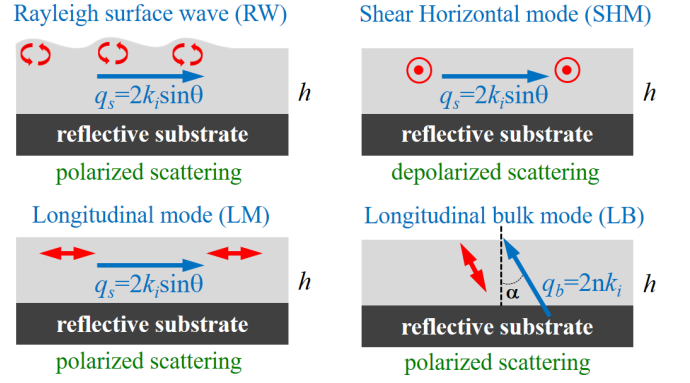 Rayleigh surface wave (RW)
qₛ=2kᵢsinθ
h
reflective substrate
polarized scattering
Shear Horizontal mode (SHM)
qₛ=2kᵢsinθ
h
reflective substrate
depolarized scattering
Longitudinal mode (LM)
qₛ=2kᵢsinθ
h
reflective substrate
polarized scattering
Longitudinal bulk mode (LB)
α
q_b=2nkᵢ
h
reflective substrate
polarized scattering